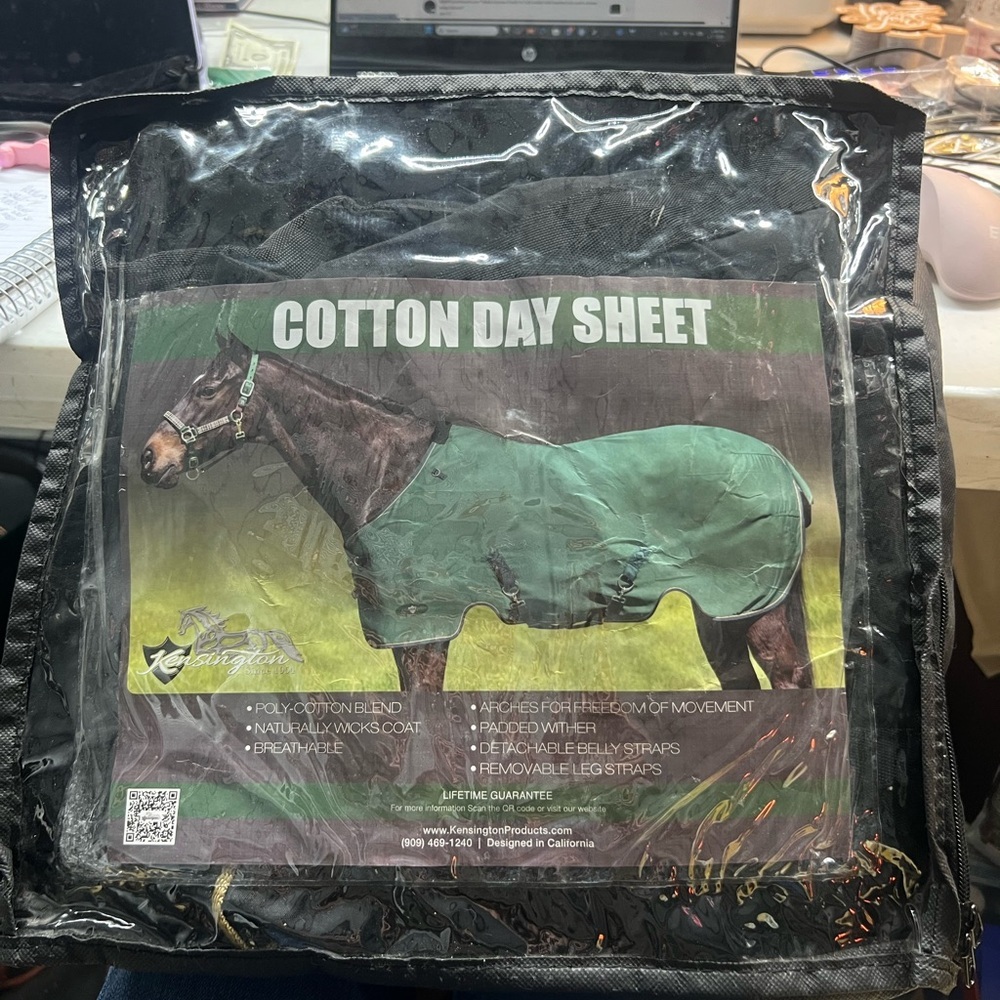 COTTON DAY SHEET
Kensington
• POLY-COTTON BLEND
• NATURALLY WICKS COAT
• BREATHABLE
• ARCHES FOR FREEDOM OF MOVEMENT
• PADDED WITHER
• DETACHABLE BELLY STRAPS
• REMOVABLE LEG STRAPS
LIFETIME GUARANTEE
For more information Scan the QR code or visit our website
www.KensingtonProducts.com
(909) 469-1240 | Designed in California